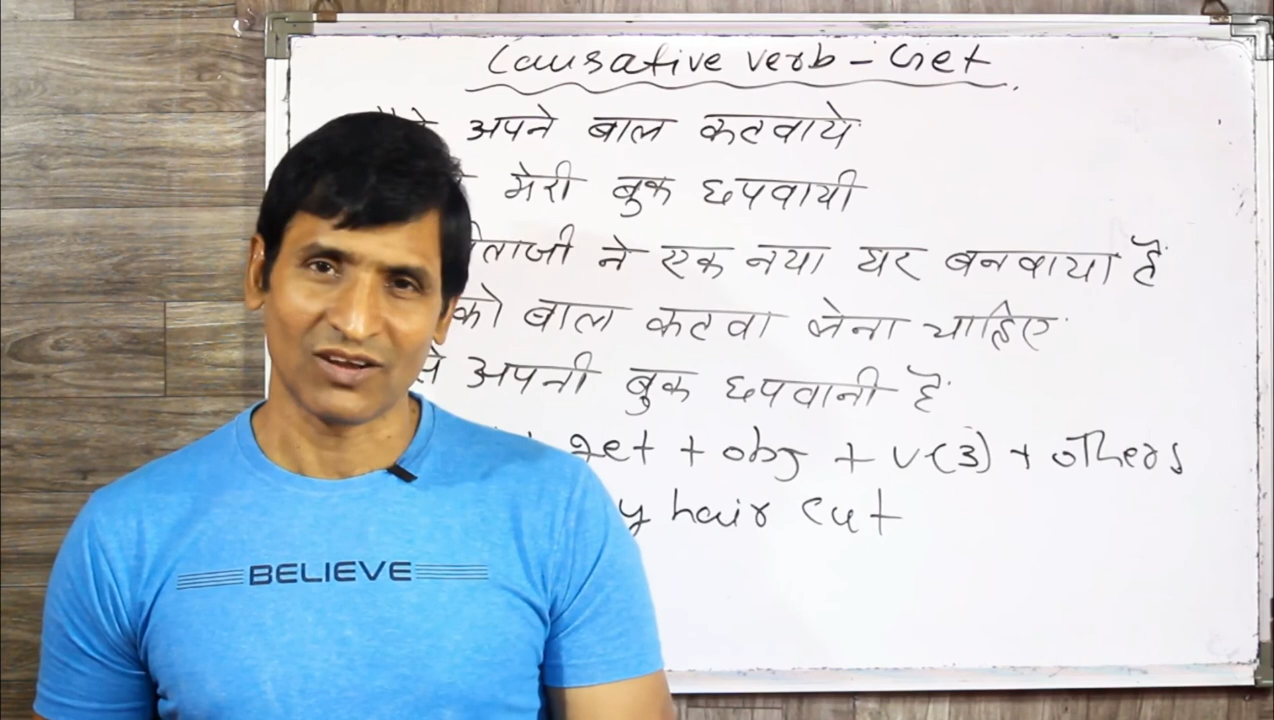 Causative verb - Get
अपने बाल कटवाये
मेरी बुक छपवायी
ने एक नया घर बनवाया है
को बाल कटवा लेना चाहिए
अपनी बुक छपवानी है
get + obj + v(3) + others
hair cut
BELIEVE